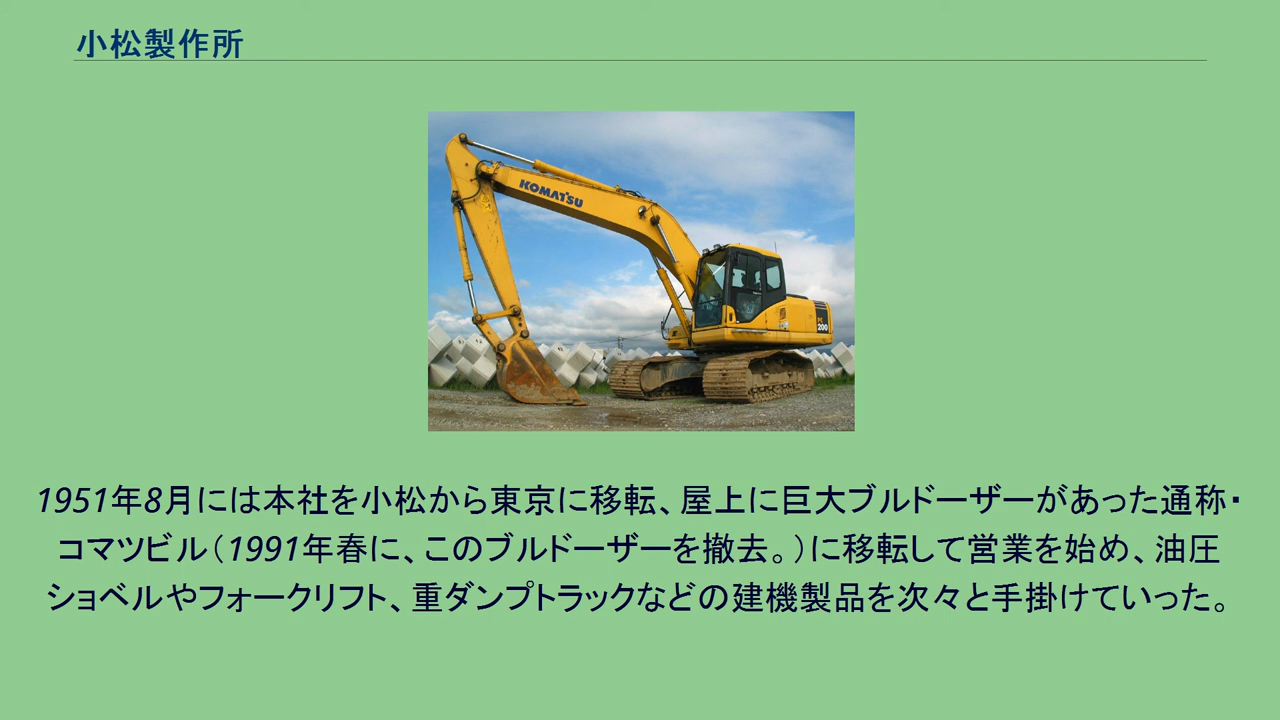 小松製作所
KOMATSU
PC
200
1951年8月には本社を小松から東京に移転、屋上に巨大ブルドーザーがあった通称・
コマツビル（1991年春に、このブルドーザーを撤去。）に移転して営業を始め、油圧
ショベルやフォークリフト、重ダンプトラックなどの建機製品を次々と手掛けていった。